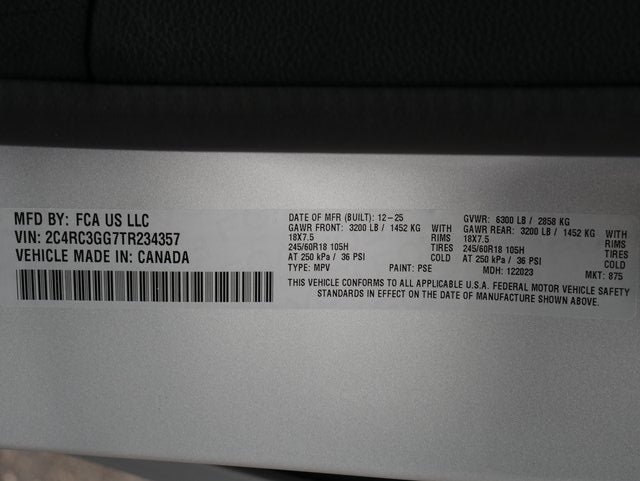 MFD BY: FCA US LLC
VIN: 2C4RC3GG7TR234357
VEHICLE MADE IN: CANADA
DATE OF MFR (BUILT): 12-25
GAWR FRONT: 3200 LB / 1452 KG WITH
18X7.5 RIMS
245/60R18 105H TIRES
AT 250 kPa / 36 PSI COLD
TYPE: MPV PAINT: PSE
GVWR: 6300 LB / 2858 KG
GAWR REAR: 3200 LB / 1452 KG WITH
18X7.5 RIMS
245/60R18 105H TIRES
AT 250 kPa / 36 PSI COLD
MDH: 122023 MKT: 875
THIS VEHICLE CONFORMS TO ALL APPLICABLE U.S.A. FEDERAL MOTOR VEHICLE SAFETY
STANDARDS IN EFFECT ON THE DATE OF MANUFACTURE SHOWN ABOVE.